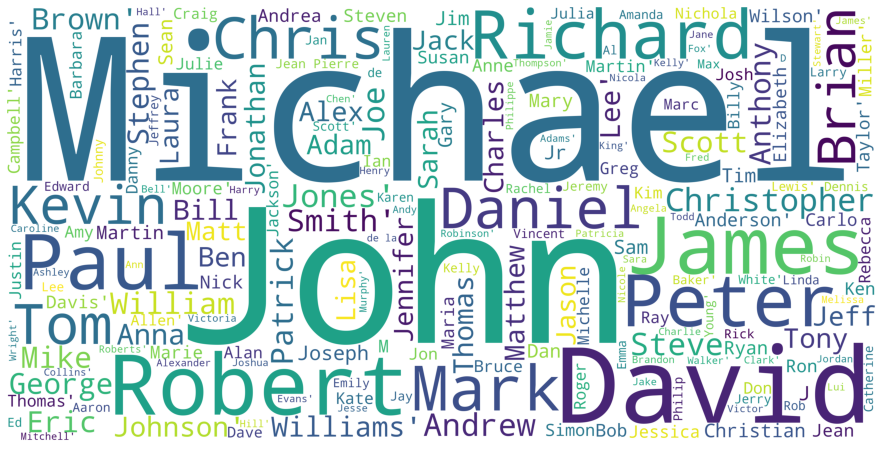 Michael
John
David
Robert
James
Paul
Peter
Richard
Daniel
Kevin
Mark
Chris
Brian
Tom
Christopher
Steve
Smith'
Jones'
Jack
Jim
Steven
Craig
Andrea
Sean
Brown'
Stephen
Harris'
Barbara
Julie
Jan
Lauren
Jean Pierre
Susan
Julia
Amanda
Nichola
Jane
Jamie
Al
Fox'
Wilson'
James'
Stewart'
Hall'
Thompson'
Anne
Martin'
Kelly'
Max
Josh
Larry
Miller'
D
Jonathan
Laura
Frank
Alex
de
Joe
Mary
Philippe
Nicola
Marc
Billy
Anthony
Elizabeth
Campbell'
Johnny
Jeffrey
Danny
Chen'
Scott'
Adam
Ian
Henry
Sarah
Gary
Charles
Adams'
King'
Jr
Lee'
Greg
Fred
Scott
Tim
Taylor'
Edward
Bell'
Moore'
Harry
Jackson'
Karen
Andy
Rachel
Jeremy
Kim
Angela
Lewis'
Dennis
Todd
Anderson'
Carlo
Rebecca
Caroline
Amy
Martin
Bill
Matt
de la
Robinson'
Vincent
Patricia
Sam
Sara
Robin
Justin
Ashley
Lee
Ann
Ben
Nick
Patrick
Lisa
Murphy'
Jennifer
Kelly
Maria
Thomas
Matthew
Jason
Michelle
Nicole
Baker'
White'
Linda
Melissa
Ken
Davis'
William
Allen'
Victoria
Anna
Wright'
Roberts'
Marie
Alan
Joseph
M
Jon
Dan
Emma
Ray
Charlie
Young'
Rick
Jeff
Tony
Mike
Collins'
Alexander
Joshua
Emily
Bruce
Brandon
Walker'
Clark'
Ryan
Ron
Jordan
Catherine
George
Thomas'
Aaron
Evans'
Kate
Jesse
Jay
Roger
Jake
Philip
Don
Jerry
Victor
Rob
J
Lui
Ed
Eric
Mitchell'
Johnson'
Dave
Hill'
Williams'
Andrew
Simon
Bob
Jessica
Christian
Jean